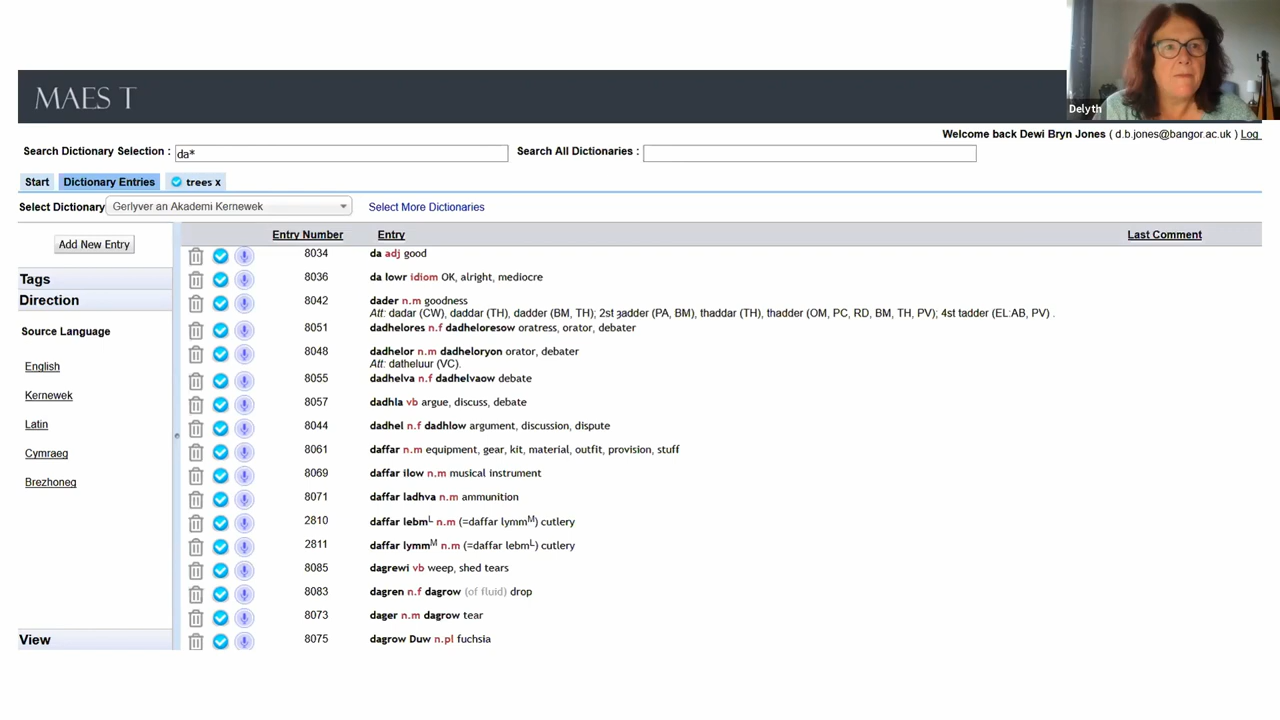 Delyth
MAES T
Welcome back Dewi Bryn Jones ( d.b.jones@bangor.ac.uk ) Log
Search Dictionary Selection : da* Search All Dictionaries :
Start Dictionary Entries trees x
Select Dictionary Gerlyver an Akademi Kernewek Select More Dictionaries
Add New Entry
Tags
Direction
Source Language
English
Kernewek
Latin
Cymraeg
Brezhoneg
View
Entry Number Entry Last Comment
8034 da adj good
8036 da lowr idiom OK, alright, mediocre
8042 dader n.m goodness
Att: dadar (CW), daddar (TH), dadder (BM, TH); 2st zadder (PA, BM), thaddar (TH), thadder (OM, PC, RD, BM, TH, PV); 4st tadder (EL:AB, PV) .
8051 dadhelores n.f dadheloresow oratress, orator, debater
8048 dadhelor n.m dadheloryon orator, debater
Att: datheluur (VC).
8055 dadhelva n.f dadhelvaow debate
8057 dadhla vb argue, discuss, debate
8044 dadhel n.f dadhlow argument, discussion, dispute
8061 daffar n.m equipment, gear, kit, material, outfit, provision, stuff
8069 daffar ilow n.m musical instrument
8071 daffar ladhva n.m ammunition
2810 daffar lebmL n.m (=daffar lymmM) cutlery
2811 daffar lymmM n.m (=daffar lebmL) cutlery
8085 dagrewi vb weep, shed tears
8083 dagren n.f dagrow (of fluid) drop
8073 dager n.m dagrow tear
8075 dagrow Duw n.pl fuchsia